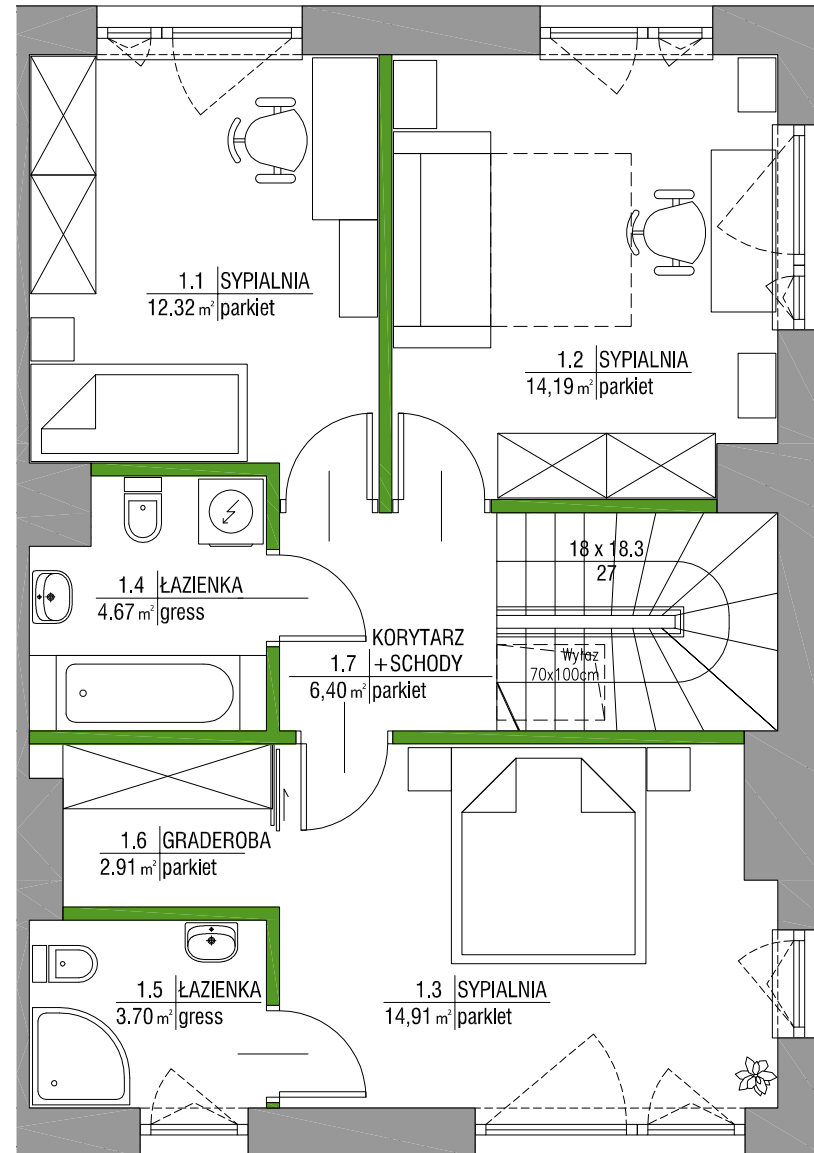 1.1 SYPIALNIA
12.32 m² parkiet
1.2 SYPIALNIA
14,19 m² parkiet
18 x 18.3
27
1.4 ŁAZIENKA
4.67 m² gress
KORYTARZ
1.7 +SCHODY
6,40 m² parkiet
Wyłaz
70x100cm
1.6 GRADEROBA
2.91 m² parkiet
1.5 ŁAZIENKA
3.70 m² gress
1.3 SYPIALNIA
14,91 m² parkIet